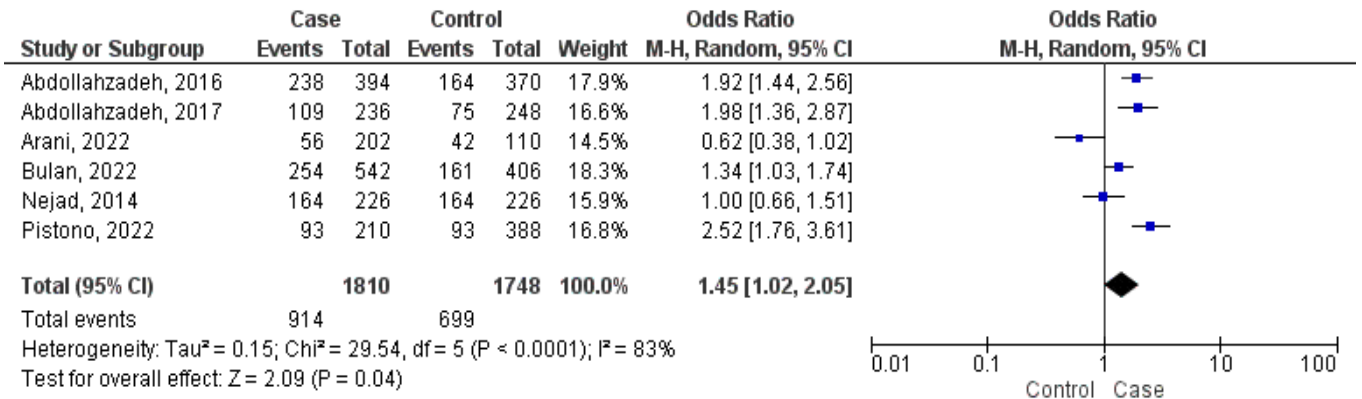 Case Control Odds Ratio Odds Ratio
Study or Subgroup Events Total Events Total Weight M-H, Random, 95% CI M-H, Random, 95% CI
Abdollahzadeh, 2016 238 394 164 370 17.9% 1.92 [1.44, 2.56]
Abdollahzadeh, 2017 109 236 75 248 16.6% 1.98 [1.36, 2.87]
Arani, 2022 56 202 42 110 14.5% 0.62 [0.38, 1.02]
Bulan, 2022 254 542 161 406 18.3% 1.34 [1.03, 1.74]
Nejad, 2014 164 226 164 226 15.9% 1.00 [0.66, 1.51]
Pistono, 2022 93 210 93 388 16.8% 2.52 [1.76, 3.61]
Total (95% CI) 1810 1748 100.0% 1.45 [1.02, 2.05]
Total events 914 699
Heterogeneity: Tau² = 0.15; Chi² = 29.54, df = 5 (P < 0.0001); I² = 83%
Test for overall effect: Z = 2.09 (P = 0.04)
0.01 0.1 1 10 100
Control Case